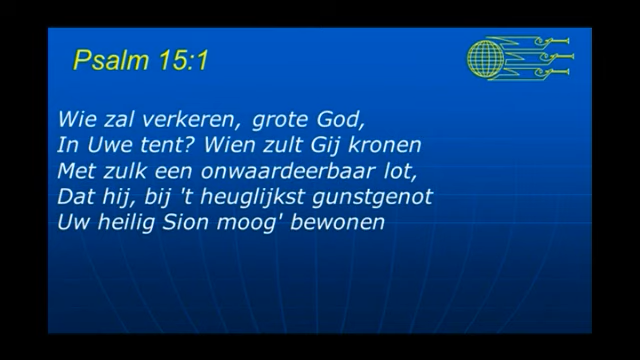 Psalm 15:1
Wie zal verkeren, grote God,
In Uwe tent? Wien zult Gij kronen
Met zulk een onwaardeerbaar lot,
Dat hij, bij 't heuglijkst gunstgenot
Uw heilig Sion moog' bewonen